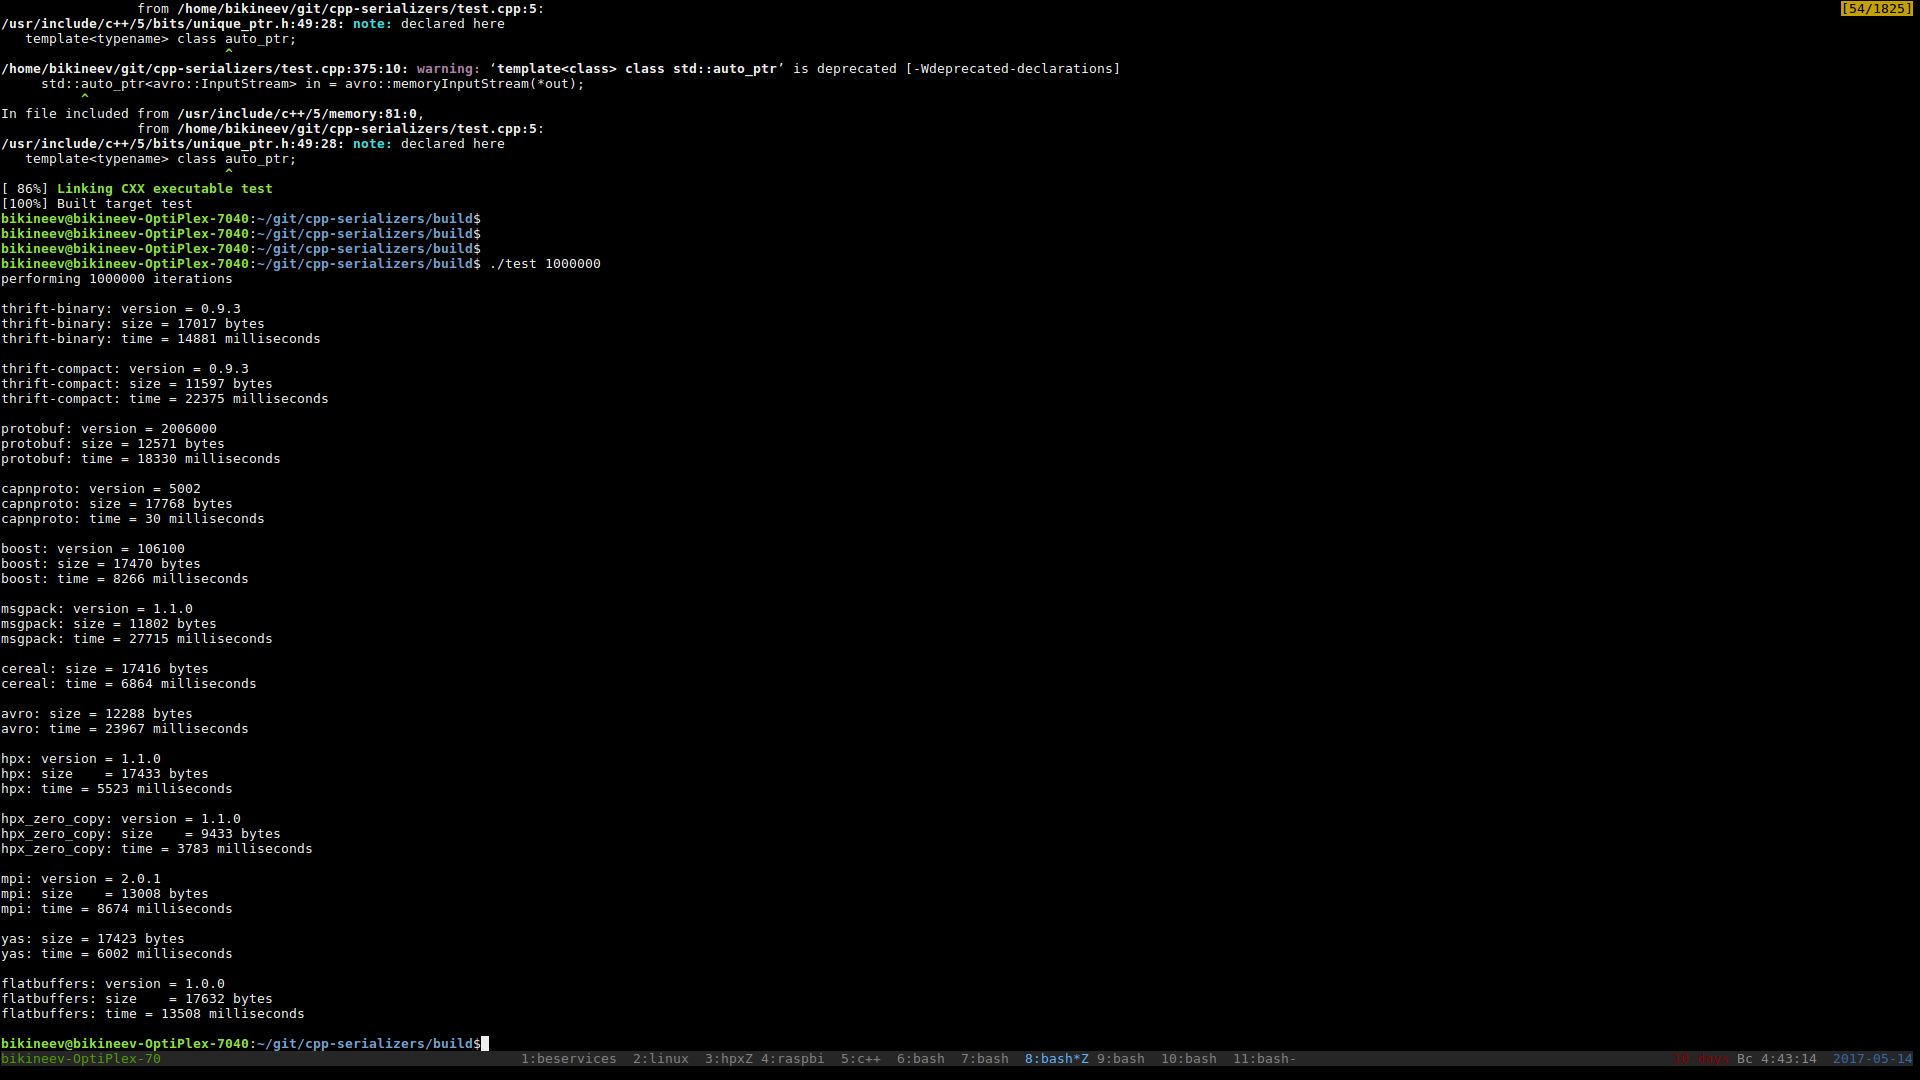 from /home/bikineev/git/cpp-serializers/test.cpp:5: [54/1825]
/usr/include/c++/5/bits/unique_ptr.h:49:28: note: declared here
   template<typename> class auto_ptr;
                            ^
/home/bikineev/git/cpp-serializers/test.cpp:375:10: warning: ‘template<class> class std::auto_ptr’ is deprecated [-Wdeprecated-declarations]
     std::auto_ptr<avro::InputStream> in = avro::memoryInputStream(*out);
          ^
In file included from /usr/include/c++/5/memory:81:0,
                 from /home/bikineev/git/cpp-serializers/test.cpp:5:
/usr/include/c++/5/bits/unique_ptr.h:49:28: note: declared here
   template<typename> class auto_ptr;
                            ^
[ 86%] Linking CXX executable test
[100%] Built target test
bikineev@bikineev-OptiPlex-7040:~/git/cpp-serializers/build$
bikineev@bikineev-OptiPlex-7040:~/git/cpp-serializers/build$
bikineev@bikineev-OptiPlex-7040:~/git/cpp-serializers/build$
bikineev@bikineev-OptiPlex-7040:~/git/cpp-serializers/build$ ./test 1000000
performing 1000000 iterations

thrift-binary: version = 0.9.3
thrift-binary: size = 17017 bytes
thrift-binary: time = 14881 milliseconds

thrift-compact: version = 0.9.3
thrift-compact: size = 11597 bytes
thrift-compact: time = 22375 milliseconds

protobuf: version = 2006000
protobuf: size = 12571 bytes
protobuf: time = 18330 milliseconds

capnproto: version = 5002
capnproto: size = 17768 bytes
capnproto: time = 30 milliseconds

boost: version = 106100
boost: size = 17470 bytes
boost: time = 8266 milliseconds

msgpack: version = 1.1.0
msgpack: size = 11802 bytes
msgpack: time = 27715 milliseconds

cereal: size = 17416 bytes
cereal: time = 6864 milliseconds

avro: size = 12288 bytes
avro: time = 23967 milliseconds

hpx: version = 1.1.0
hpx: size    = 17433 bytes
hpx: time = 5523 milliseconds

hpx_zero_copy: version = 1.1.0
hpx_zero_copy: size    = 9433 bytes
hpx_zero_copy: time = 3783 milliseconds

mpi: version = 2.0.1
mpi: size    = 13008 bytes
mpi: time = 8674 milliseconds

yas: size = 17423 bytes
yas: time = 6002 milliseconds

flatbuffers: version = 1.0.0
flatbuffers: size    = 17632 bytes
flatbuffers: time = 13508 milliseconds

bikineev@bikineev-OptiPlex-7040:~/git/cpp-serializers/build$
bikineev-OptiPlex-70 1:beservices  2:linux  3:hpxZ 4:raspbi  5:c++  6:bash  7:bash  8:bash*Z 9:bash  10:bash  11:bash- 10 days Вс 4:43:14  2017-05-14